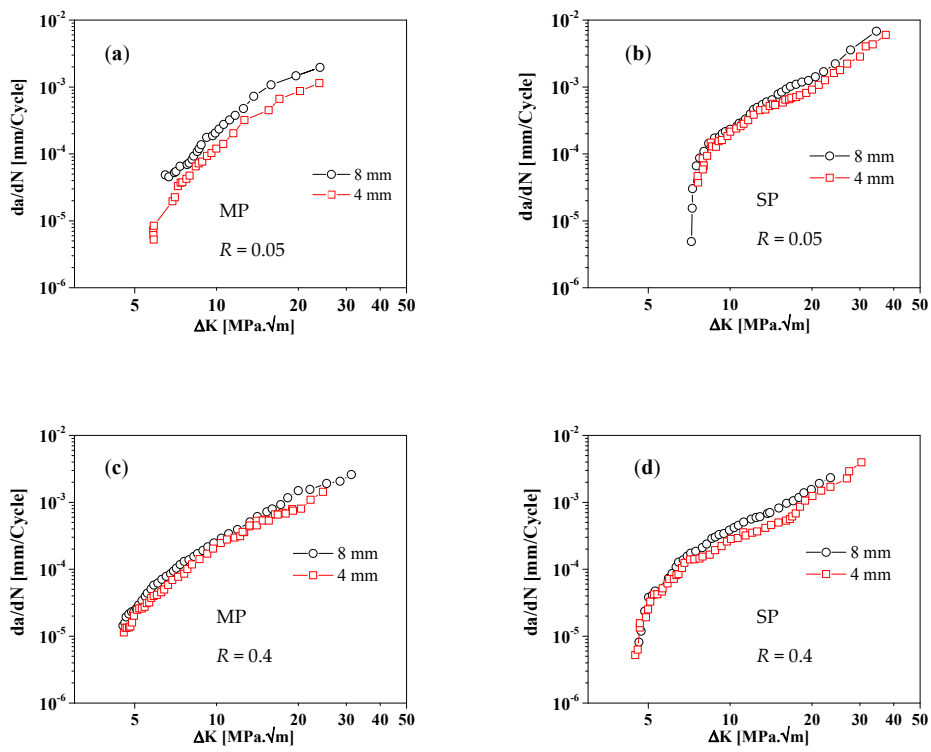 (a)
10⁻²
10⁻³
10⁻⁴
10⁻⁵
10⁻⁶
da/dN [mm/Cycle]
8 mm
4 mm
MP
R = 0.05
5 10 20 30 40 50
ΔK [MPa.√m]
(b)
10⁻²
10⁻³
10⁻⁴
10⁻⁵
10⁻⁶
da/dN [mm/Cycle]
8 mm
4 mm
SP
R = 0.05
5 10 20 30 40 50
ΔK [MPa.√m]
(c)
10⁻²
10⁻³
10⁻⁴
10⁻⁵
10⁻⁶
da/dN [mm/Cycle]
8 mm
4 mm
MP
R = 0.4
5 10 20 30 40 50
ΔK [MPa.√m]
(d)
10⁻²
10⁻³
10⁻⁴
10⁻⁵
10⁻⁶
da/dN [mm/Cycle]
8 mm
4 mm
SP
R = 0.4
5 10 20 30 40 50
ΔK [MPa.√m]